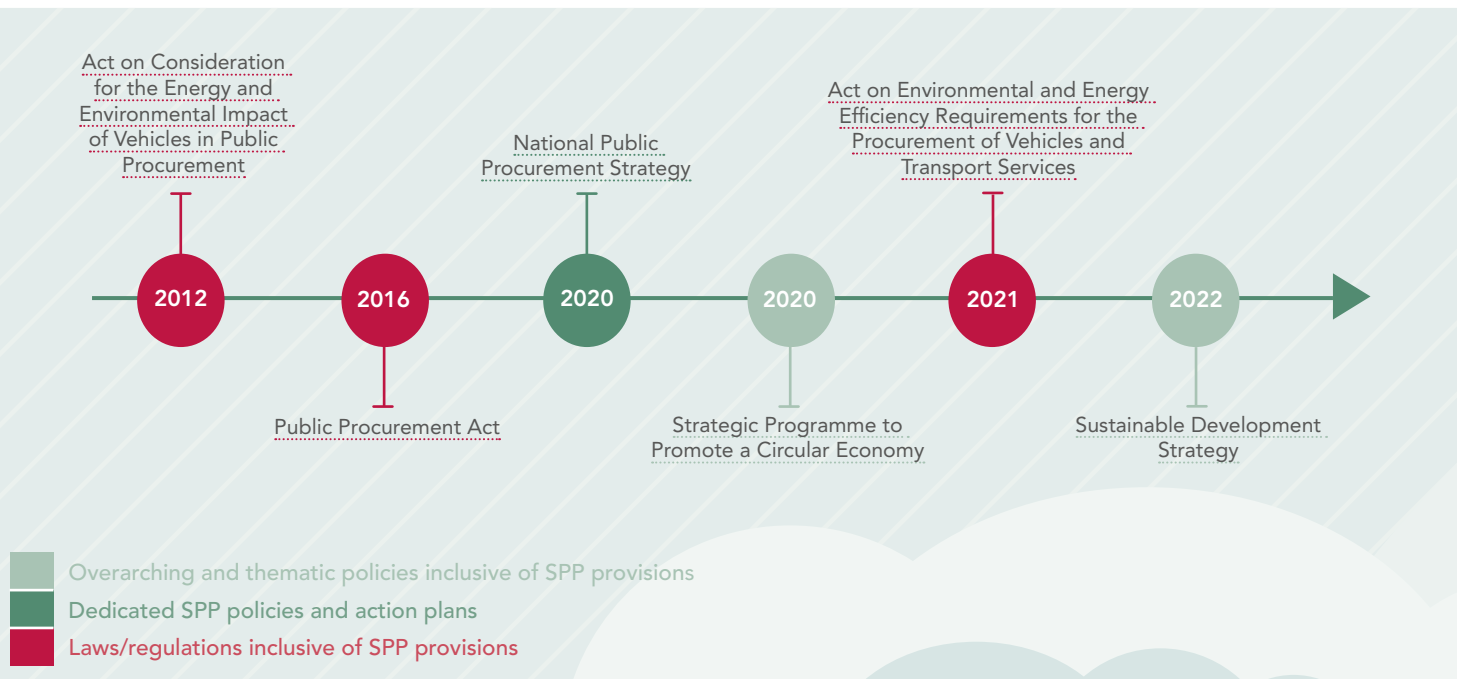 Act on Consideration
for the Energy and
Environmental Impact
of Vehicles in Public
Procurement
National Public
Procurement Strategy
Act on Environmental and Energy
Efficiency Requirements for the
Procurement of Vehicles and
Transport Services
2012
2016
2020
2020
2021
2022
Public Procurement Act
Strategic Programme to
Promote a Circular Economy
Sustainable Development
Strategy
Overarching and thematic policies inclusive of SPP provisions
Dedicated SPP policies and action plans
Laws/regulations inclusive of SPP provisions